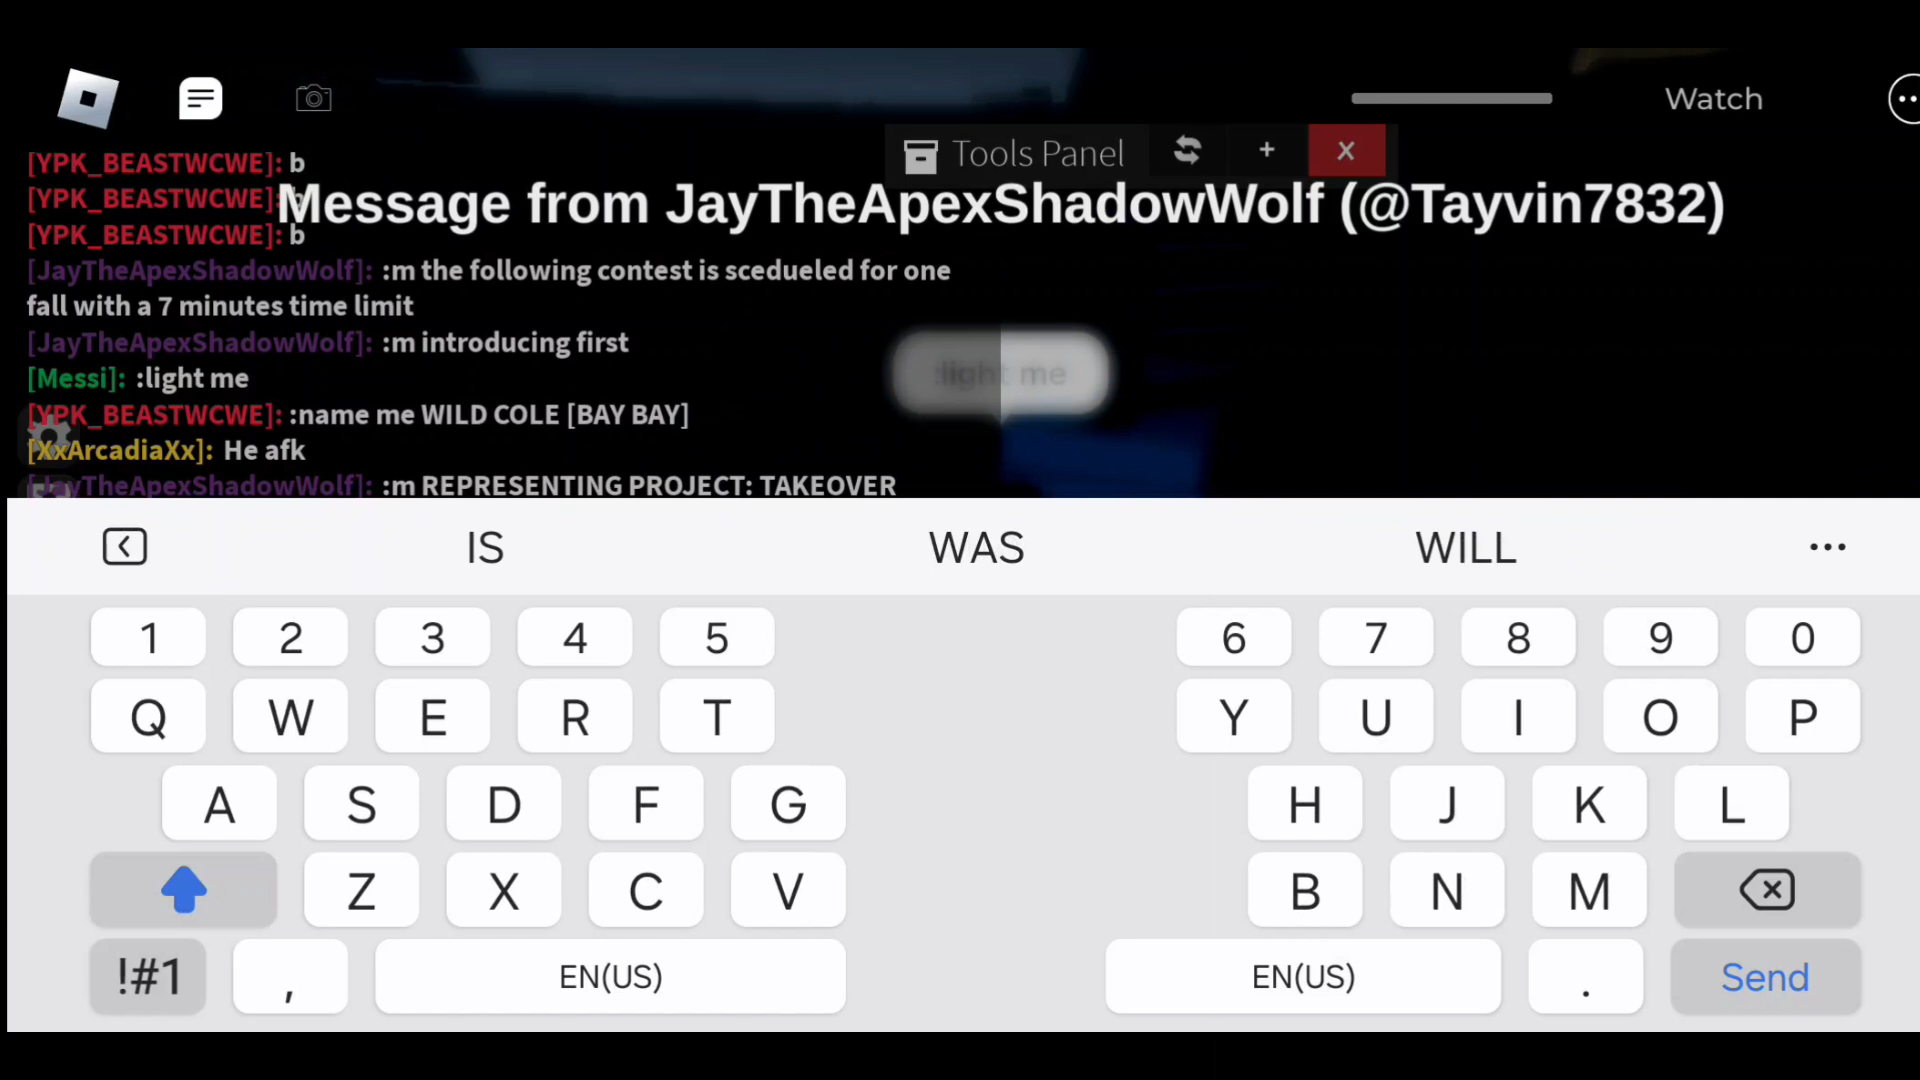 Watch
Tools Panel + X
[YPK_BEASTWCWE]: b
Message from JayTheApexShadowWolf (@Tayvin7832)
[YPK_BEASTWCWE]: b
[YPK_BEASTWCWE]: b
[JayTheApexShadowWolf]: :m the following contest is scedueled for one
fall with a 7 minutes time limit
[JayTheApexShadowWolf]: :m introducing first
[Messi]: :light me
:light me
[YPK_BEASTWCWE]: :name me WILD COLE [BAY BAY]
[XxArcadiaXx]: He afk
[JayTheApexShadowWolf]: :m REPRESENTING PROJECT: TAKEOVER
IS WAS WILL
1 2 3 4 5 6 7 8 9 0
Q W E R T Y U I O P
A S D F G H J K L
Z X C V B N M
!#1 , EN(US) EN(US) . Send